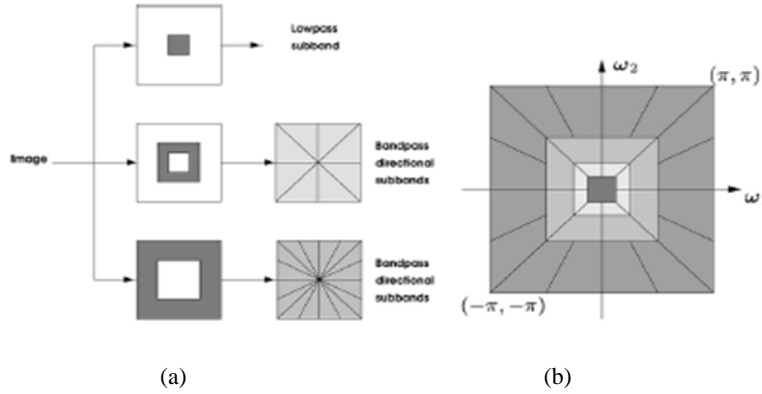 Lowpass
subband
Image
Bandpass
directional
subbands
Bandpass
directional
subbands
(a)
ω₂
(π, π)
ω
(−π, −π)
(b)